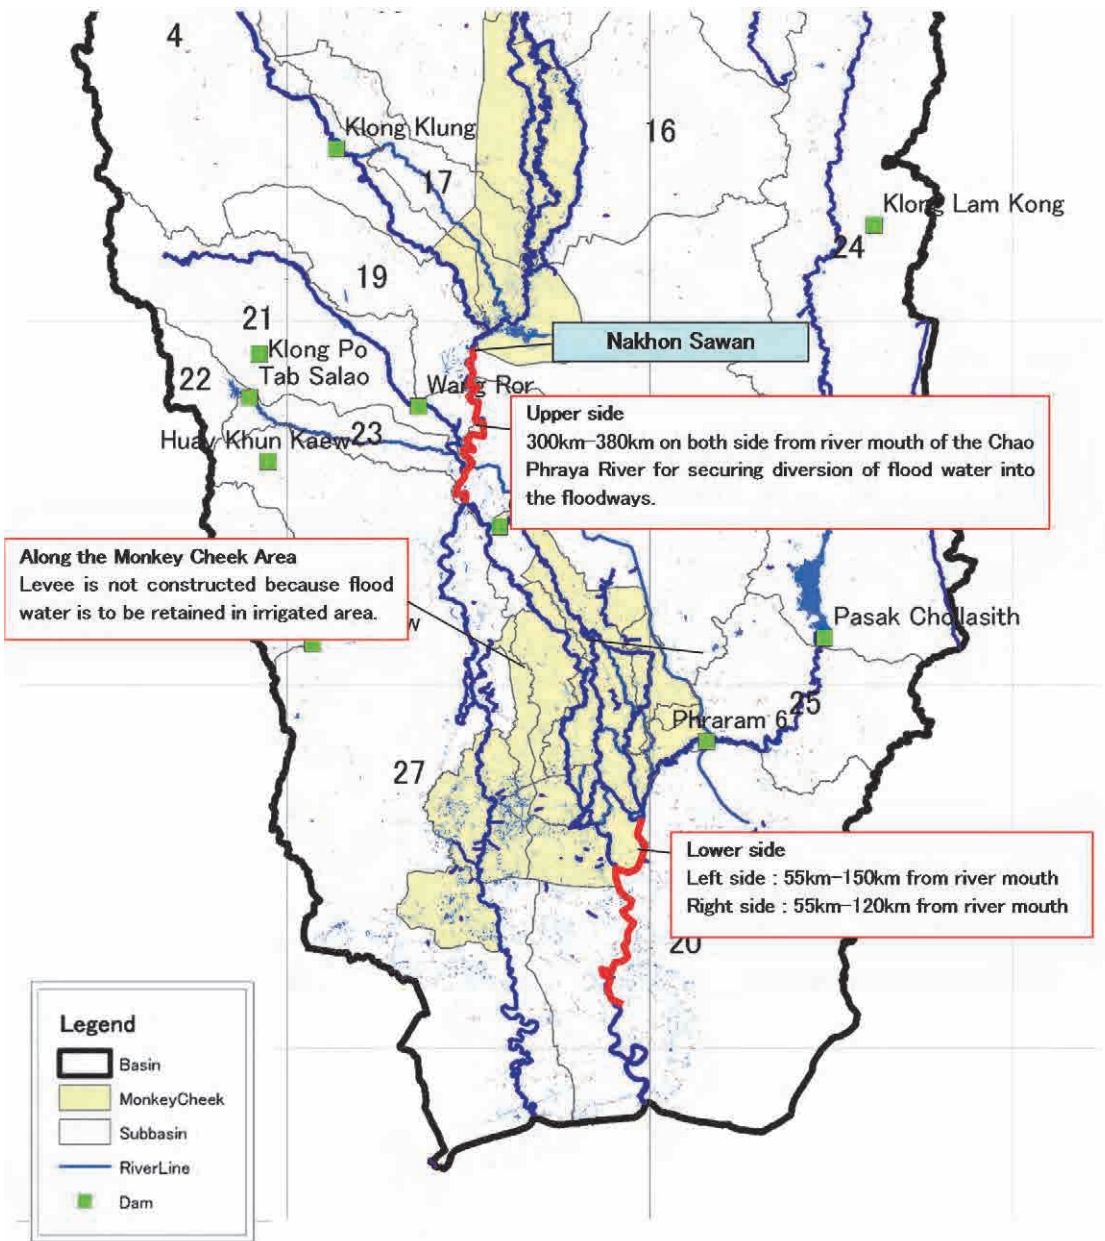 4
Klong Klung
16
17
Klong Lam Kong
24
19
21
Nakhon Sawan
Klong Po
22
Tab Salao
Wang Ror
23
Huay Khun Kaew
Upper side
300km-380km on both side from river mouth of the Chao
Phraya River for securing diversion of flood water into
the floodways.
Along the Monkey Cheek Area
Levee is not constructed because flood
water is to be retained in irrigated area.
Pasak Chollasith
25
Phraram 6
27
Lower side
Left side : 55km-150km from river mouth
Right side : 55km-120km from river mouth
20
Legend
Basin
MonkeyCheek
Subbasin
RiverLine
Dam